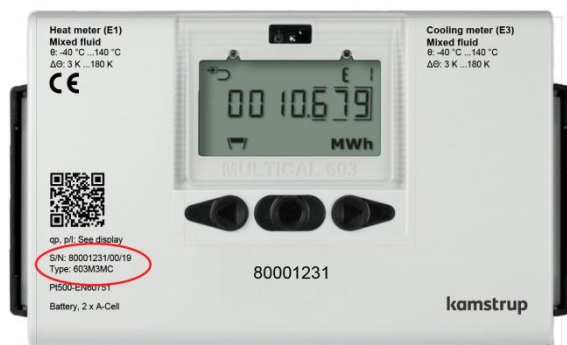 Heat meter (E1)
Mixed fluid
θ: -40 °C ...140 °C
ΔΘ: 3 K ...180 K
CE
Cooling meter (E3)
Mixed fluid
θ: -40 °C ...140 °C
ΔΘ: 3 K ...180 K
E 1
0010.679
MWh
MULTICAL 603
qp, p/l: See display
S/N: 80001231/00/19
Type: 603M3MC
Pt500-EN60751
Battery, 2 x A-Cell
80001231
kamstrup